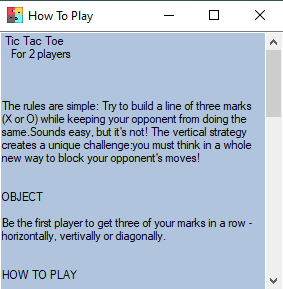 How To Play
Tic Tac Toe
For 2 players
The rules are simple: Try to build a line of three marks
(X or O) while keeping your opponent from doing the
same.Sounds easy, but it's not! The vertical strategy
creates a unique challenge:you must think in a whole
new way to block your opponent's moves!
OBJECT
Be the first player to get three of your marks in a row -
horizontally, vertivally or diagonally.
HOW TO PLAY